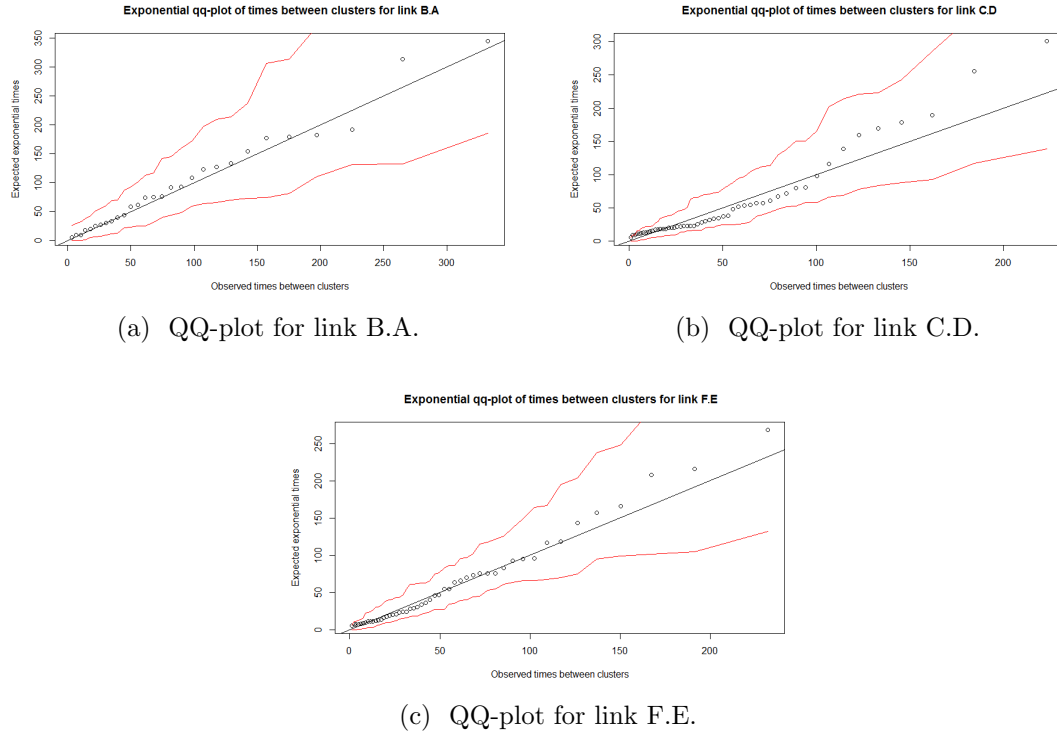 Exponential qq-plot of times between clusters for link B.A
Expected exponential times
350
300
250
200
150
100
50
0
0 50 100 150 200 250 300
Observed times between clusters
(a) QQ-plot for link B.A.
Exponential qq-plot of times between clusters for link C.D
Expected exponential times
300
250
200
150
100
50
0
0 50 100 150 200
Observed times between clusters
(b) QQ-plot for link C.D.
Exponential qq-plot of times between clusters for link F.E
Expected exponential times
250
200
150
100
50
0
0 50 100 150 200
Observed times between clusters
(c) QQ-plot for link F.E.